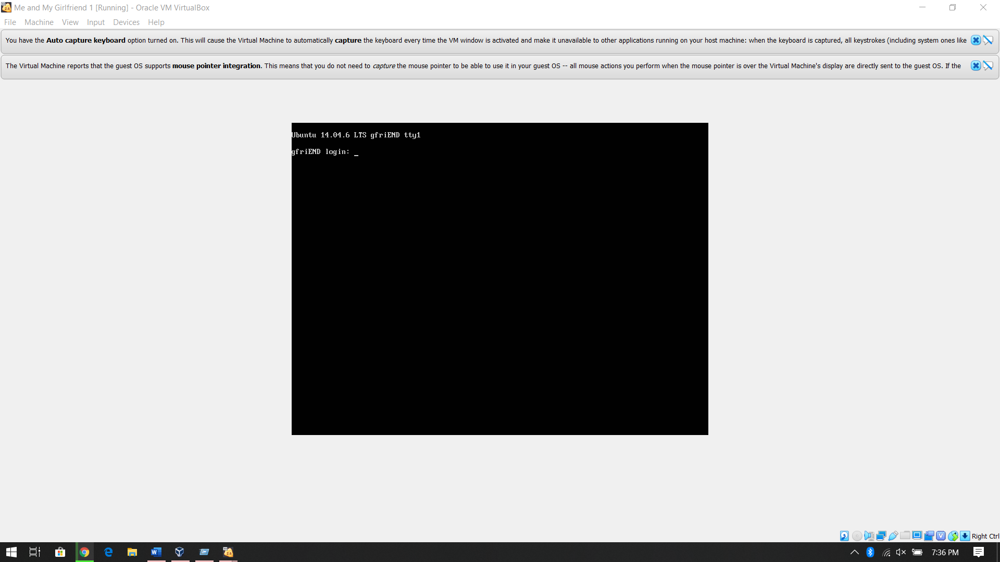 Me and My Girlfriend 1 [Running] - Oracle VM VirtualBox
File Machine View Input Devices Help
You have the Auto capture keyboard option turned on. This will cause the Virtual Machine to automatically capture the keyboard every time the VM window is activated and make it unavailable to other applications running on your host machine: when the keyboard is captured, all keystrokes (including system ones like
The Virtual Machine reports that the guest OS supports mouse pointer integration. This means that you do not need to capture the mouse pointer to be able to use it in your guest OS -- all mouse actions you perform when the mouse pointer is over the Virtual Machine's display are directly sent to the guest OS. If the
Ubuntu 14.04.6 LTS gfriEND tty1
gfriEND login: _
Right Ctrl
7:36 PM